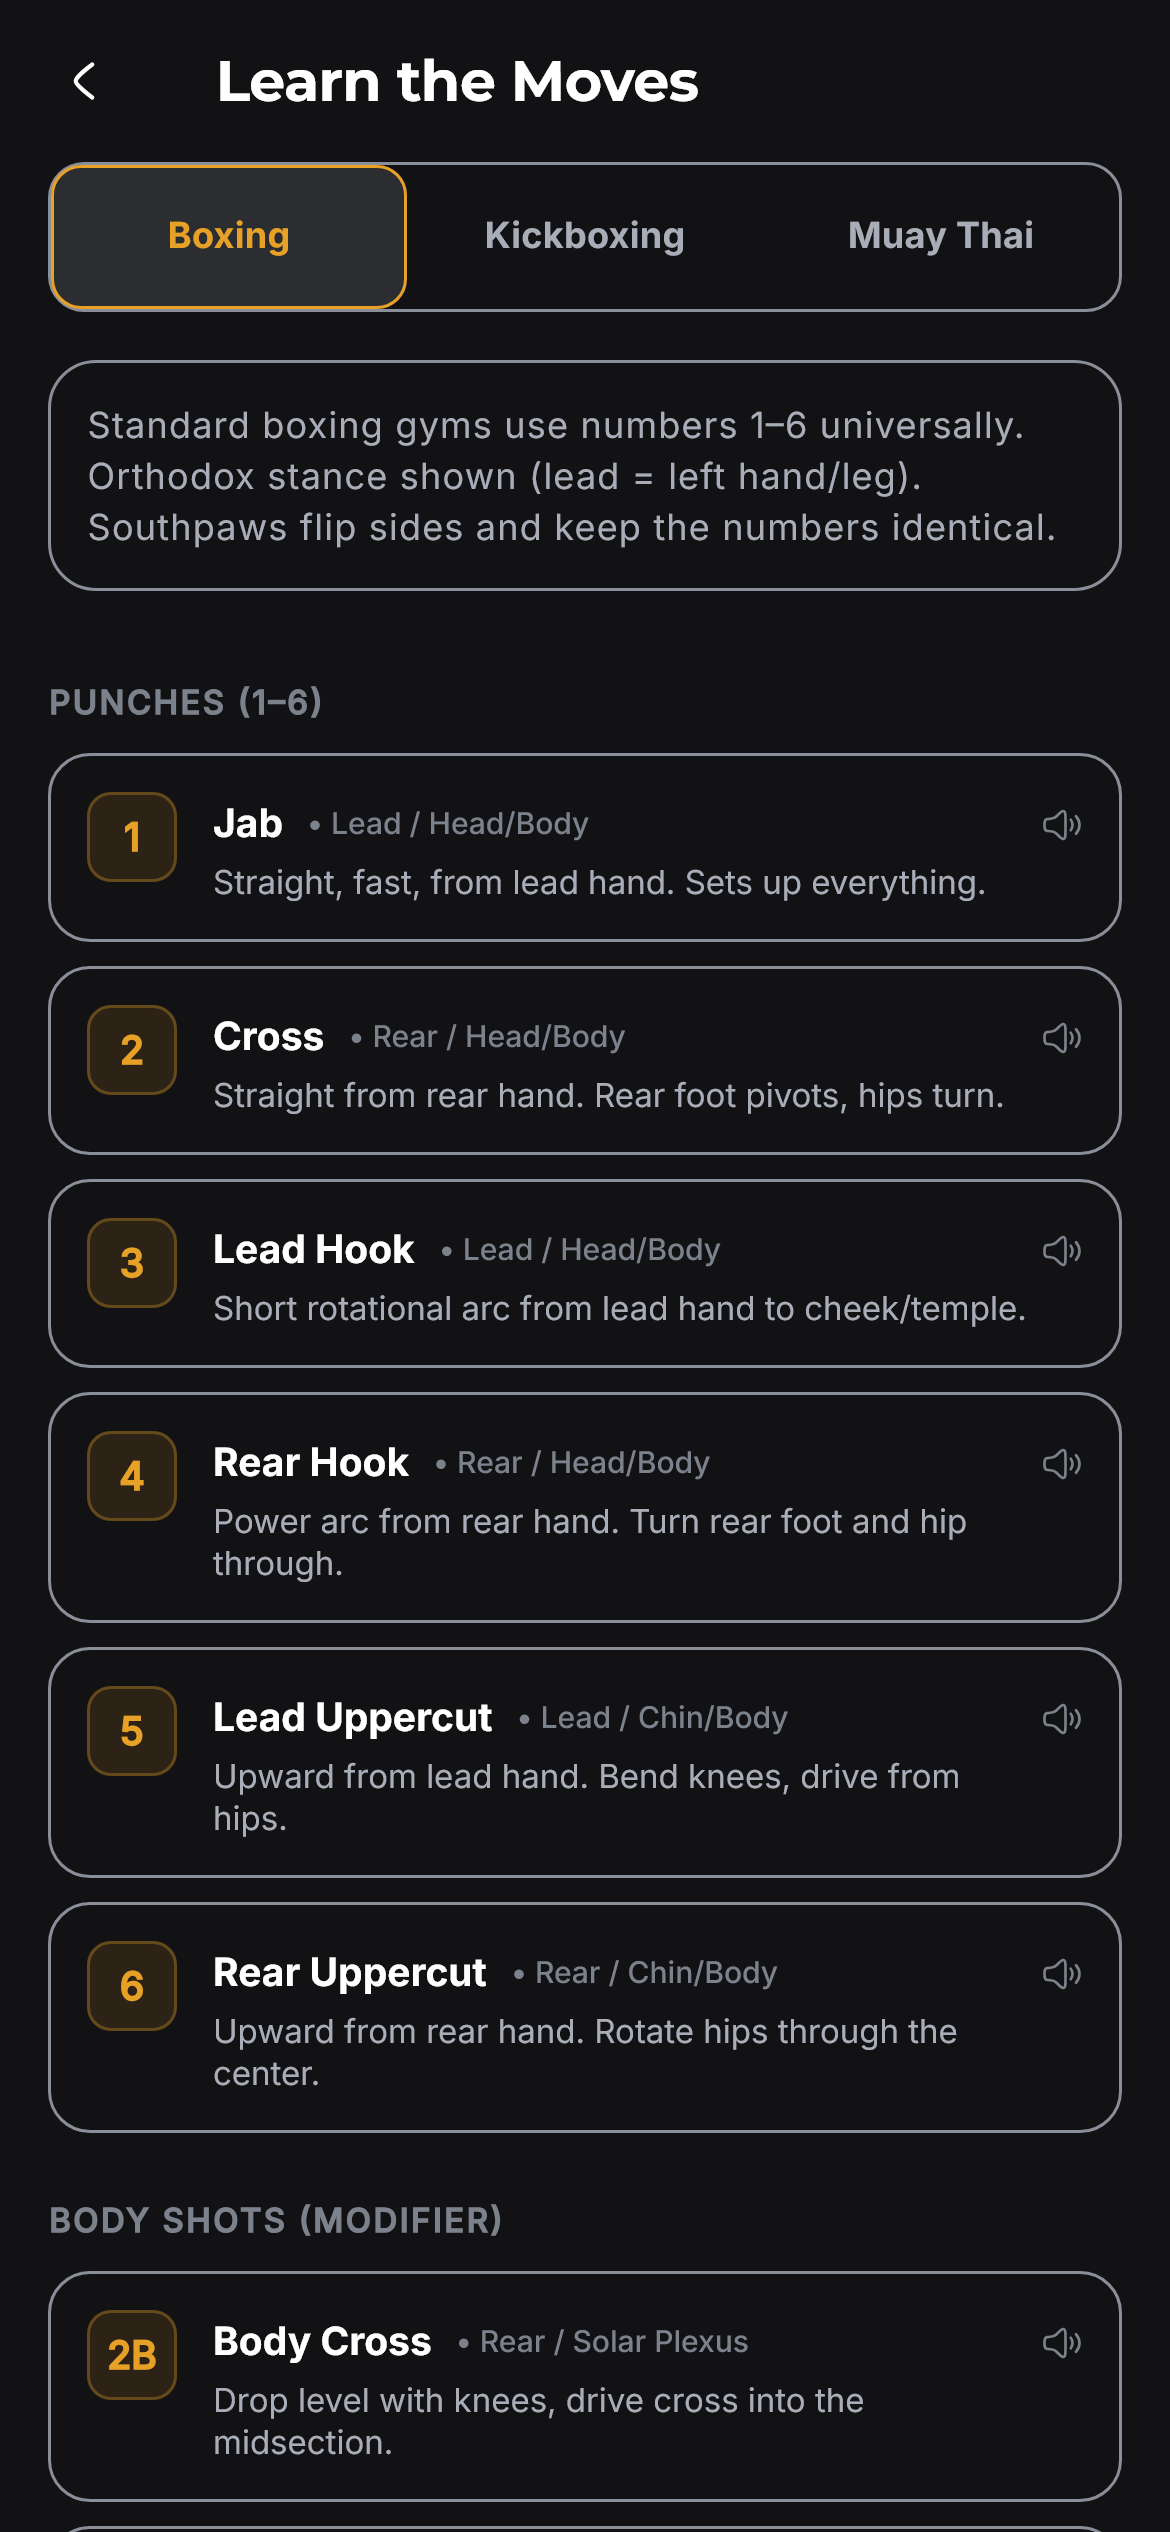 Learn the Moves
Boxing
Kickboxing
Muay Thai
Standard boxing gyms use numbers 1–6 universally.
Orthodox stance shown (lead = left hand/leg).
Southpaws flip sides and keep the numbers identical.
PUNCHES (1–6)
1
Jab • Lead / Head/Body
Straight, fast, from lead hand. Sets up everything.
2
Cross • Rear / Head/Body
Straight from rear hand. Rear foot pivots, hips turn.
3
Lead Hook • Lead / Head/Body
Short rotational arc from lead hand to cheek/temple.
4
Rear Hook • Rear / Head/Body
Power arc from rear hand. Turn rear foot and hip
through.
5
Lead Uppercut • Lead / Chin/Body
Upward from lead hand. Bend knees, drive from
hips.
6
Rear Uppercut • Rear / Chin/Body
Upward from rear hand. Rotate hips through the
center.
BODY SHOTS (MODIFIER)
2B
Body Cross • Rear / Solar Plexus
Drop level with knees, drive cross into the
midsection.